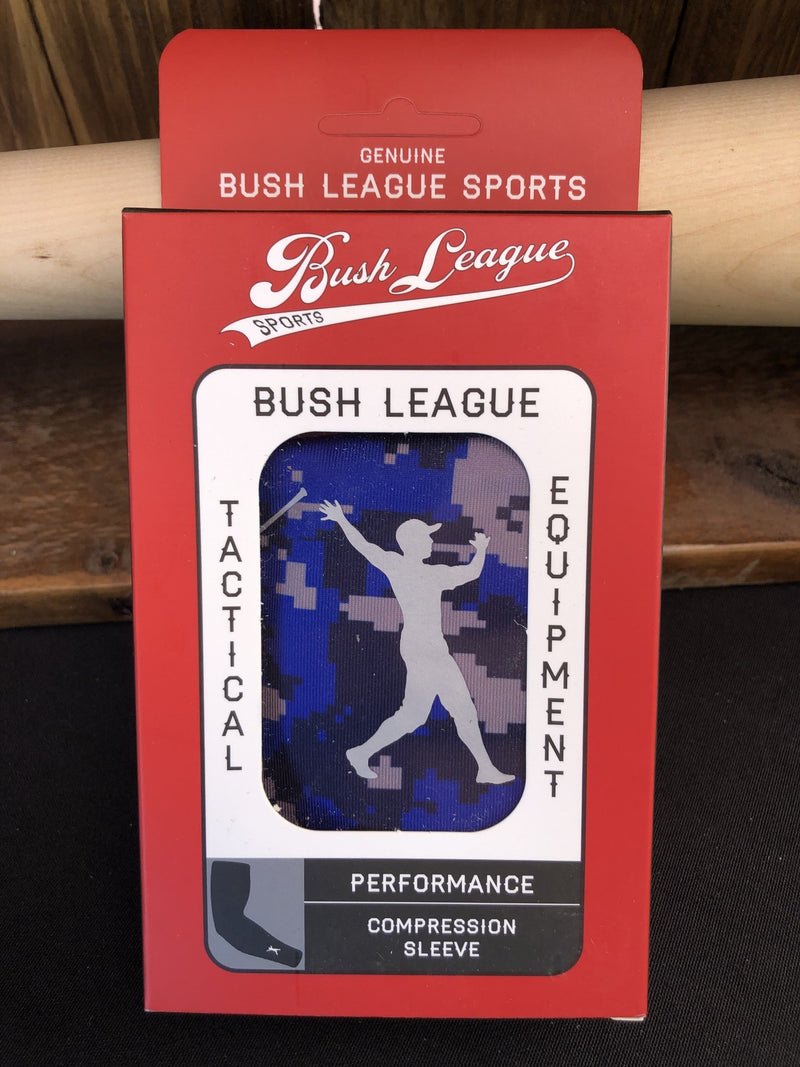 GENUINE
BUSH LEAGUE SPORTS
Bush League
SPORTS
BUSH LEAGUE
TACTICAL
EQUIPMENT
PERFORMANCE
COMPRESSION
SLEEVE